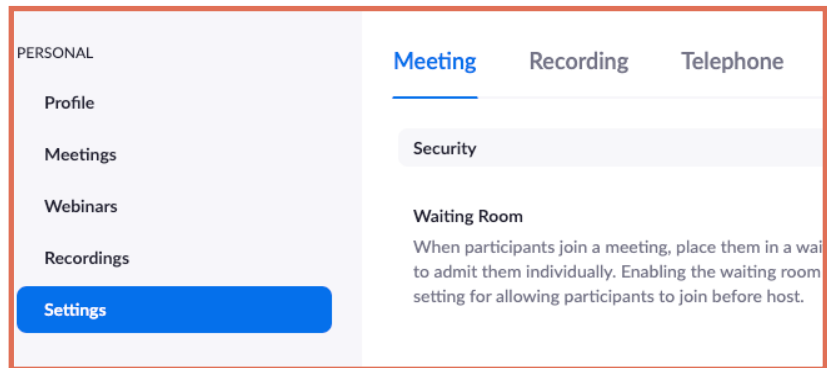 PERSONAL
Profile
Meetings
Webinars
Recordings
Settings
Meeting Recording Telephone
Security
Waiting Room
When participants join a meeting, place them in a
to admit them individually. Enabling the waiting room
setting for allowing participants to join before host.